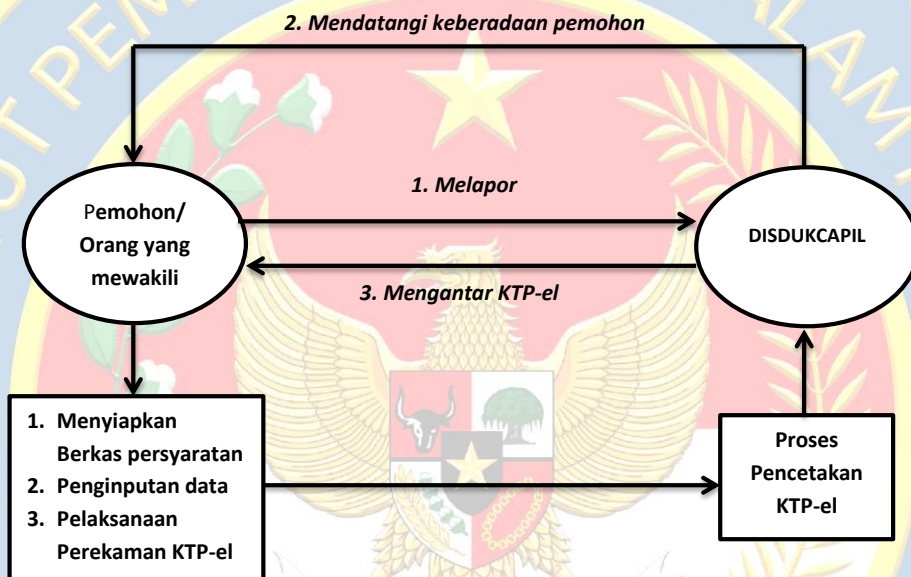 2. Mendatangi keberadaan pemohon
1. Melapor
Pemohon/
Orang yang
mewakili
DISDUKCAPIL
3. Mengantar KTP-el
1. Menyiapkan
Berkas persyaratan
2. Penginputan data
3. Pelaksanaan
Perekaman KTP-el
Proses
Pencetakan
KTP-el